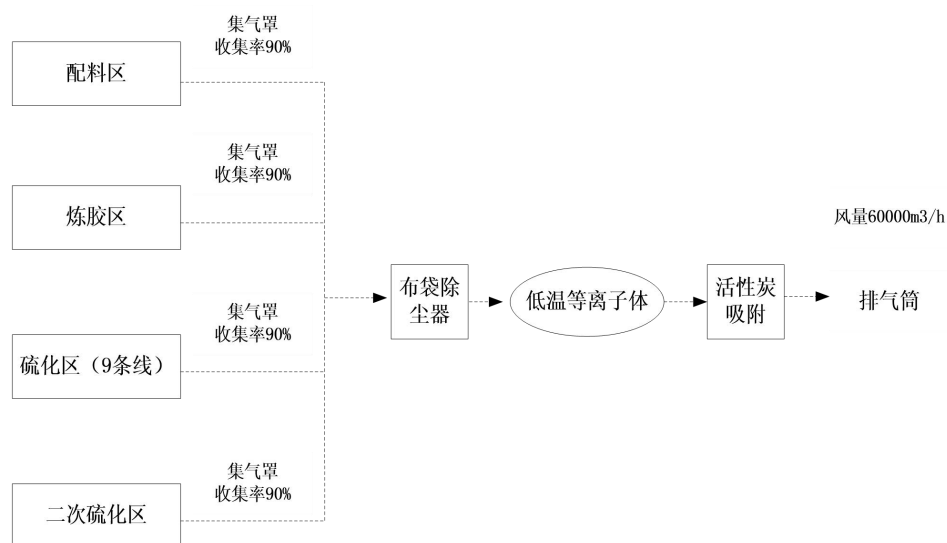 集气罩
收集率90%
配料区
集气罩
收集率90%
炼胶区
风量60000m3/h
布袋除
尘器
低温等离子体
活性炭
吸附
排气筒
集气罩
收集率90%
硫化区（9条线）
集气罩
收集率90%
二次硫化区